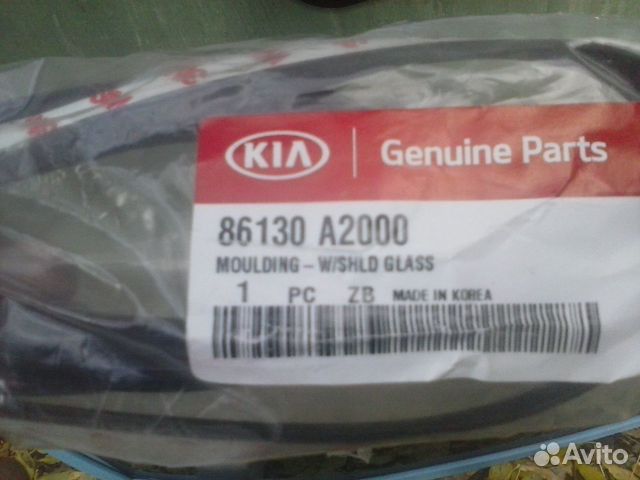 KIA Genuine Parts
86130 A2000
MOULDING - W/SHLD GLASS
1 PC ZB MADE IN KOREA
Avito